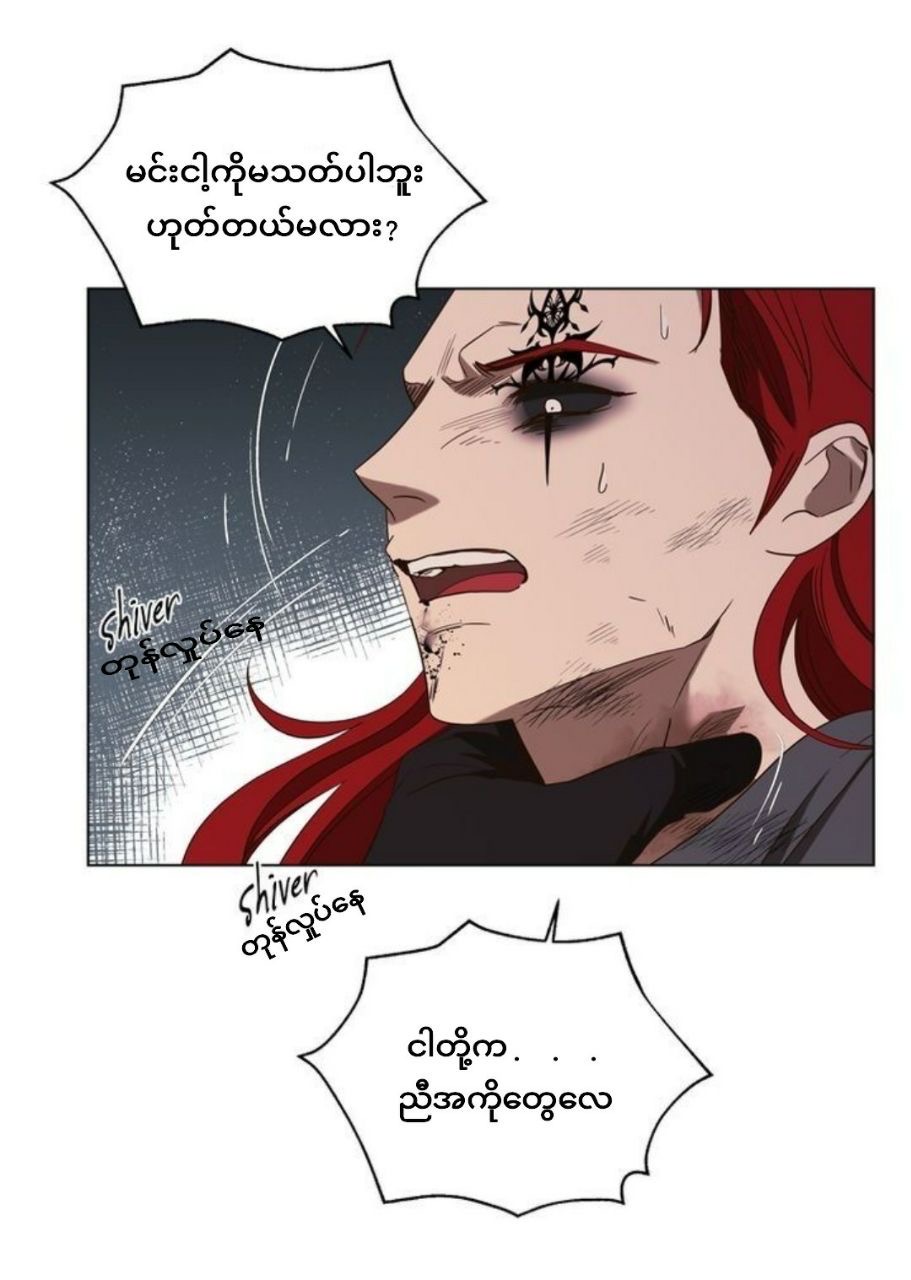 မင်းငါ့ကိုမသတ်ပါဘူး
ဟုတ်တယ်မလား?
shiver
တုန်လှုပ်နေ
shiver
တုန်လှုပ်နေ
ငါတို့က. . .
ညီအကိုတွေလေ